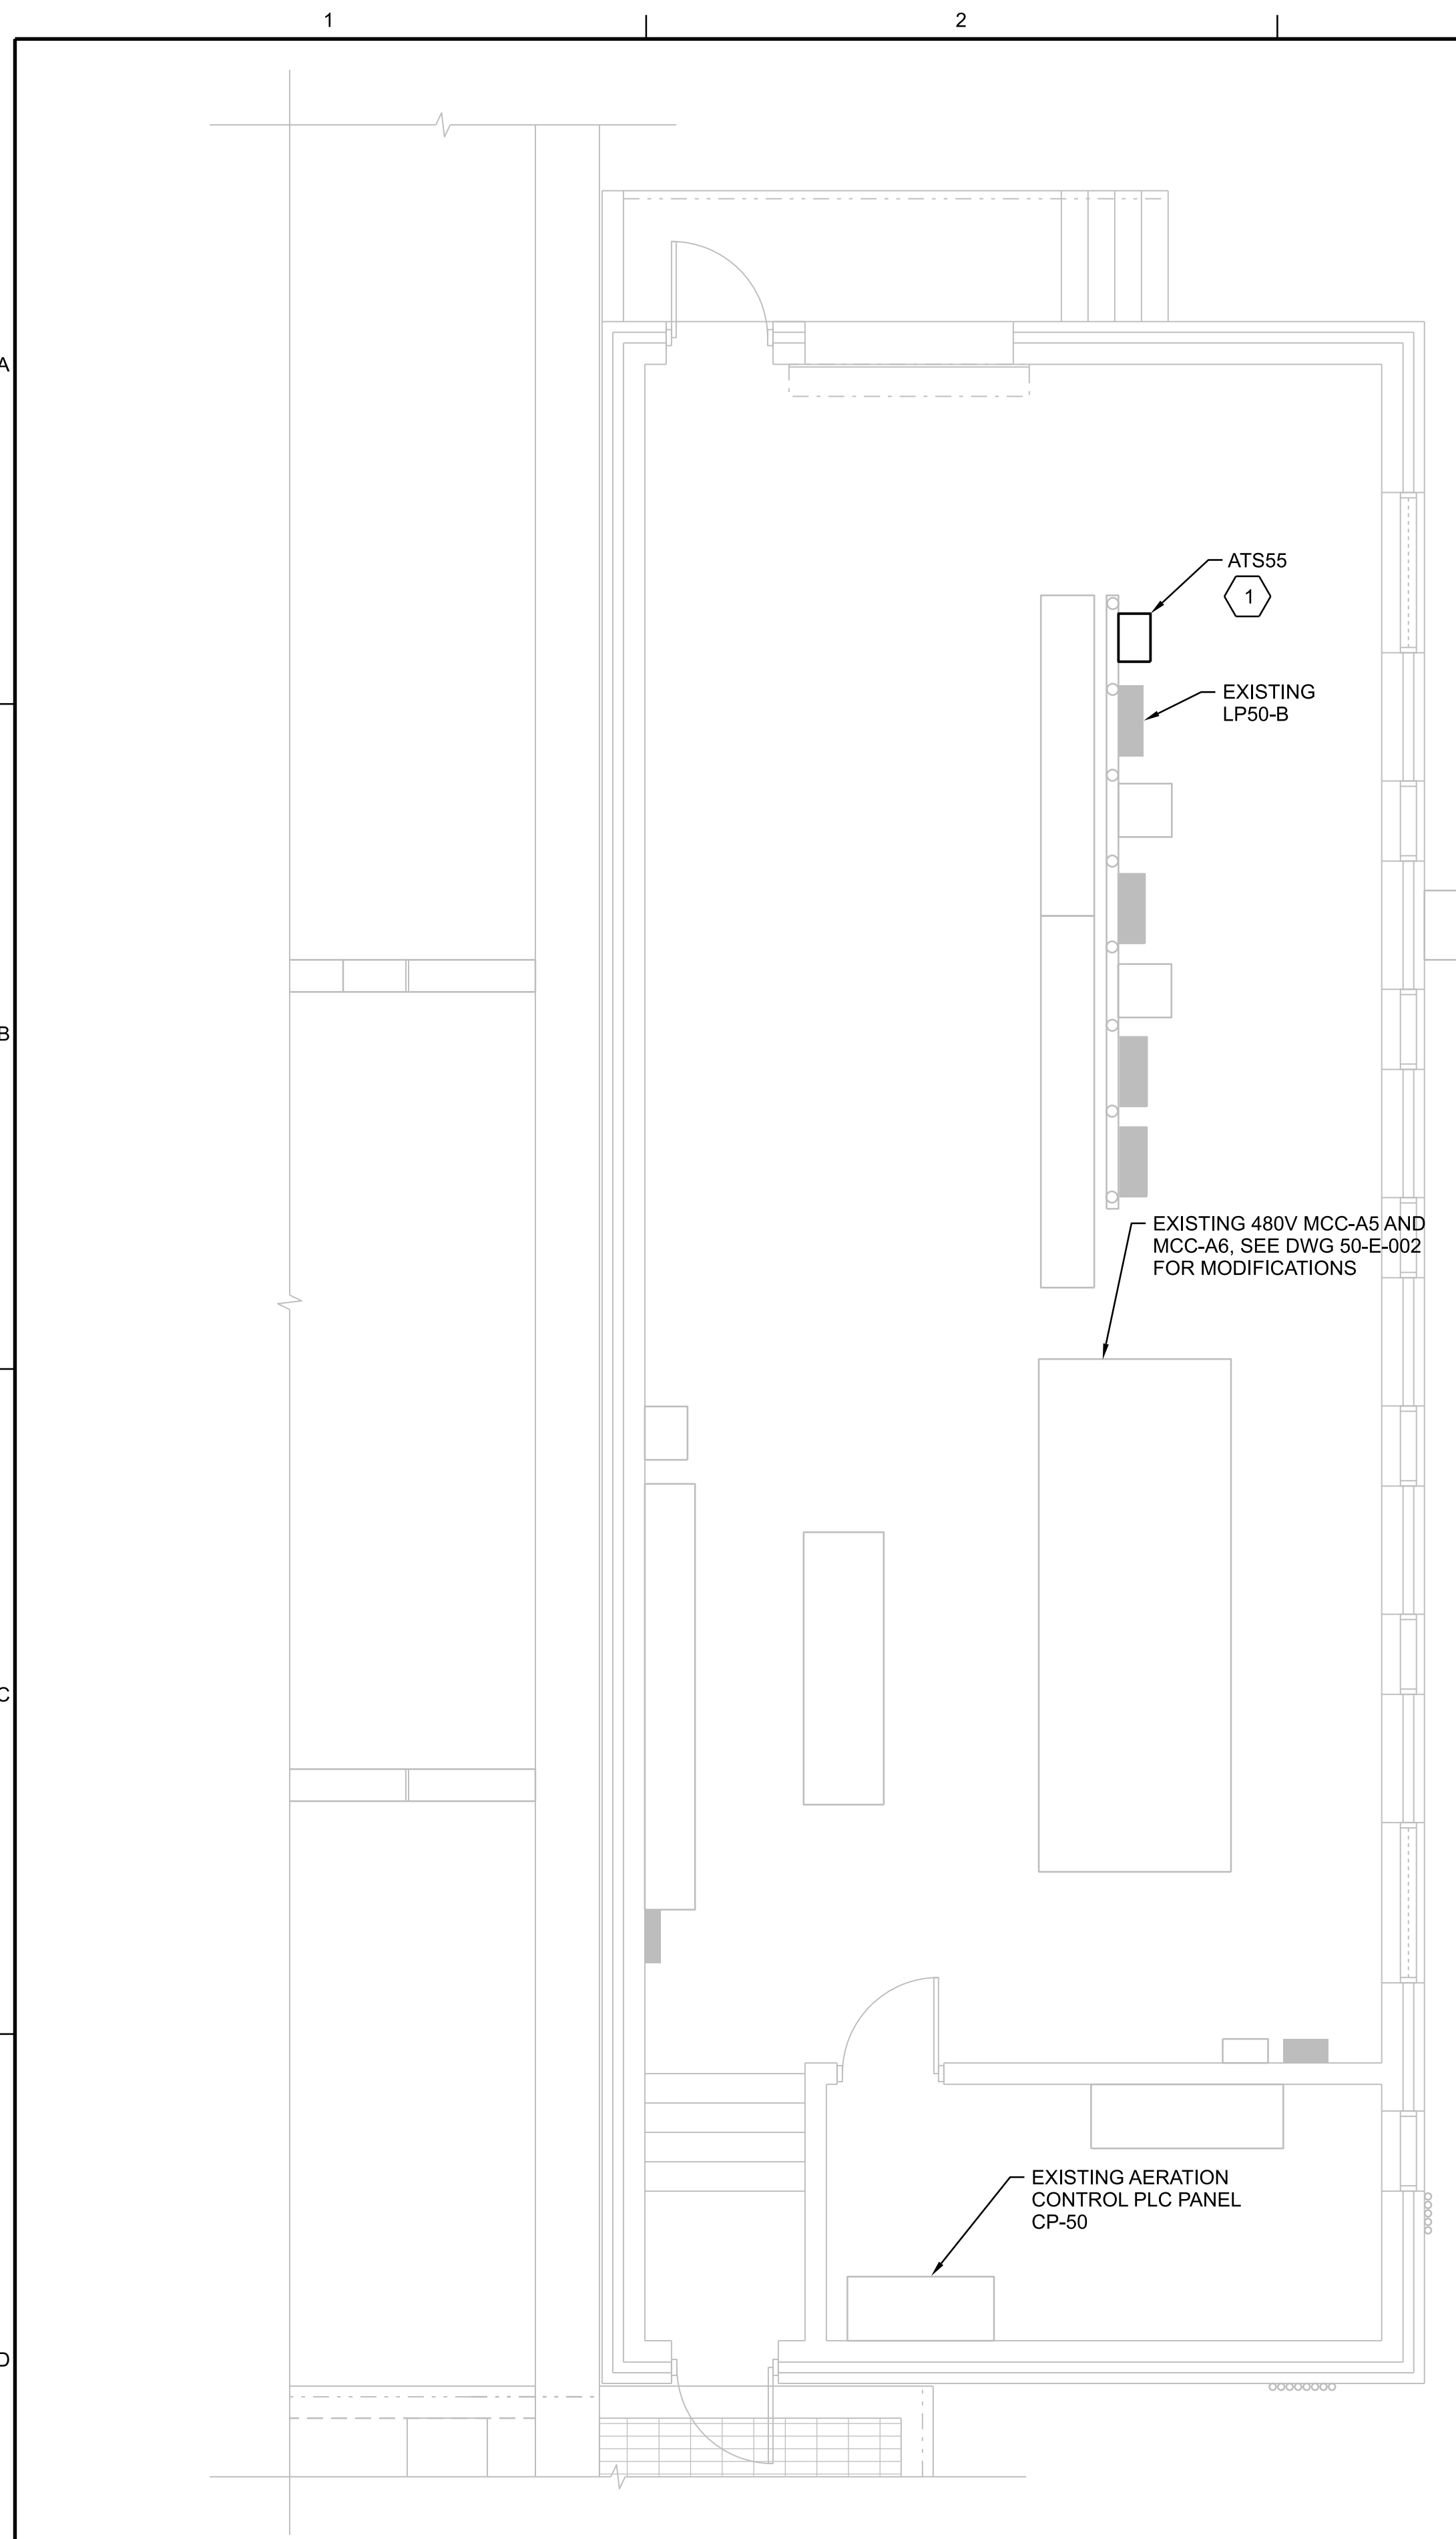 1
2
A
ATS55
1
EXISTING
LP50-B
B
EXISTING 480V MCC-A5 AND
MCC-A6, SEE DWG 50-E-002
FOR MODIFICATIONS
C
EXISTING AERATION
CONTROL PLC PANEL
CP-50
D